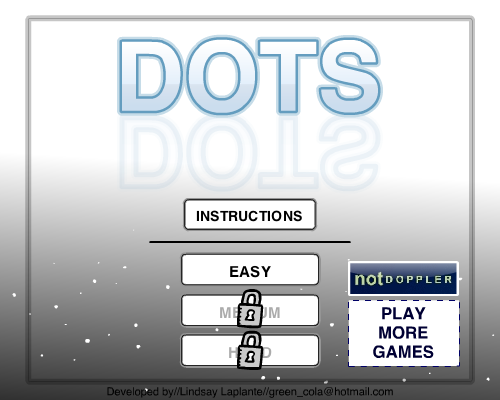 DOTS
INSTRUCTIONS
EASY
notDOPPLER
PLAY
MORE
GAMES
Developed by//Lindsay Laplante//green_cola@hotmail.com